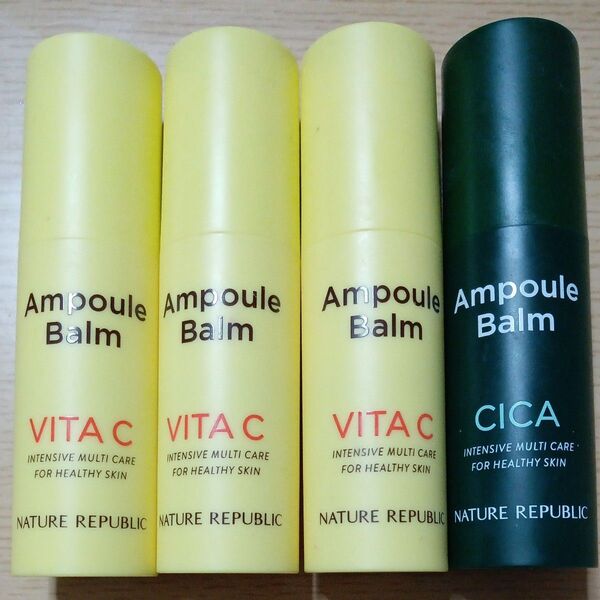 Ampoule
Balm
VITA C
INTENSIVE MULTI CARE
FOR HEALTHY SKIN
NATURE REPUBLIC
Ampoule
Balm
VITA C
INTENSIVE MULTI CARE
FOR HEALTHY SKIN
NATURE REPUBLIC
Ampoule
Balm
VITA C
INTENSIVE MULTI CARE
FOR HEALTHY SKIN
NATURE REPUBLIC
Ampoule
Balm
CICA
INTENSIVE MULTI CARE
FOR HEALTHY SKIN
NATURE REPUBLIC